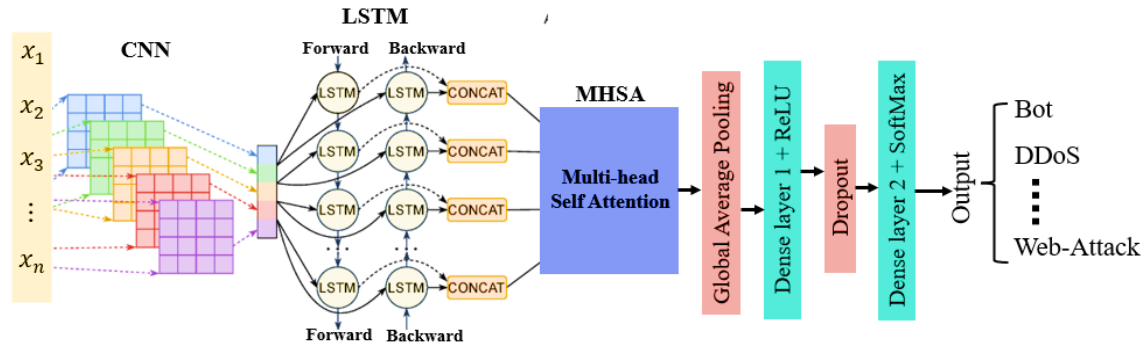 LSTM
CNN
Forward Backward
x1
x2
x3
⋮
xn
LSTM LSTM CONCAT
LSTM LSTM CONCAT
LSTM LSTM CONCAT
... ...
LSTM LSTM CONCAT
Forward Backward
MHSA
Multi-head
Self Attention
Global Average Pooling
Dense layer 1 + ReLU
Dropout
Dense layer 2 + SoftMax
Output
Bot
DDoS
Web-Attack